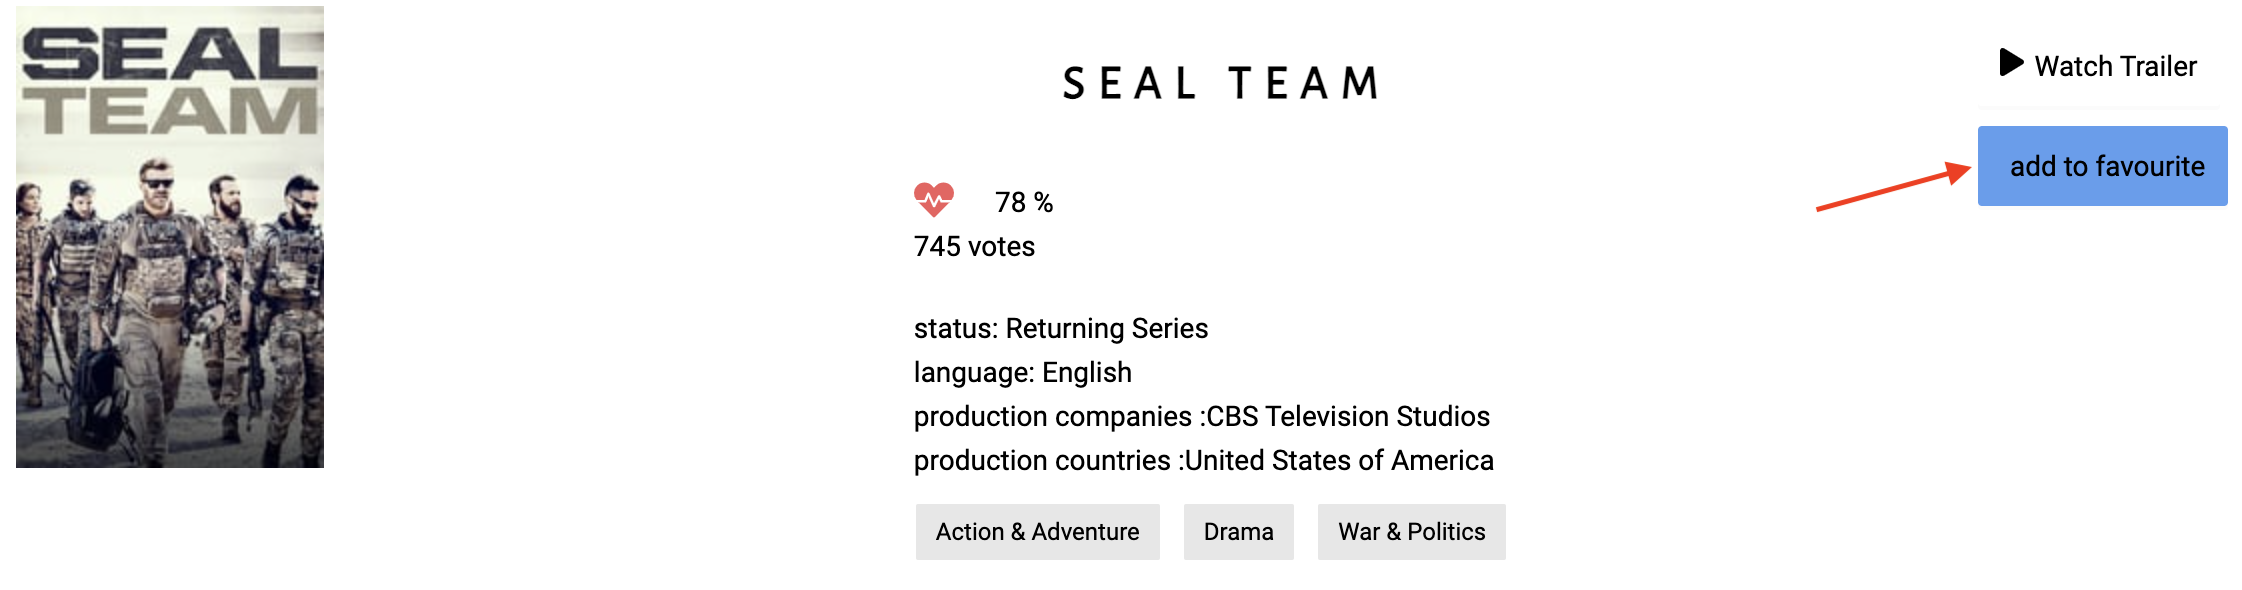 SEAL
TEAM
SEAL TEAM
78 %
745 votes
status: Returning Series
language: English
production companies :CBS Television Studios
production countries :United States of America
Action & Adventure
Drama
War & Politics
Watch Trailer
add to favourite